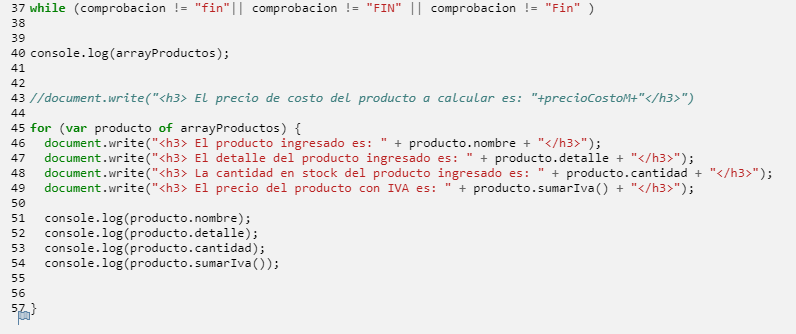 37 while (comprobacion != "fin"|| comprobacion != "FIN" || comprobacion != "Fin" )
38
39
40 console.log(arrayProductos);
41
42
43 //document.write("<h3> El precio de costo del producto a calcular es: "+precioCostoM+"</h3>")
44
45 for (var producto of arrayProductos) {
46   document.write("<h3> El producto ingresado es: " + producto.nombre + "</h3>");
47   document.write("<h3> El detalle del producto ingresado es: " + producto.detalle + "</h3>");
48   document.write("<h3> La cantidad en stock del producto ingresado es: " + producto.cantidad + "</h3>");
49   document.write("<h3> El precio del producto con IVA es: " + producto.sumarIva() + "</h3>");
50
51   console.log(producto.nombre);
52   console.log(producto.detalle);
53   console.log(producto.cantidad);
54   console.log(producto.sumarIva());
55
56
57 }